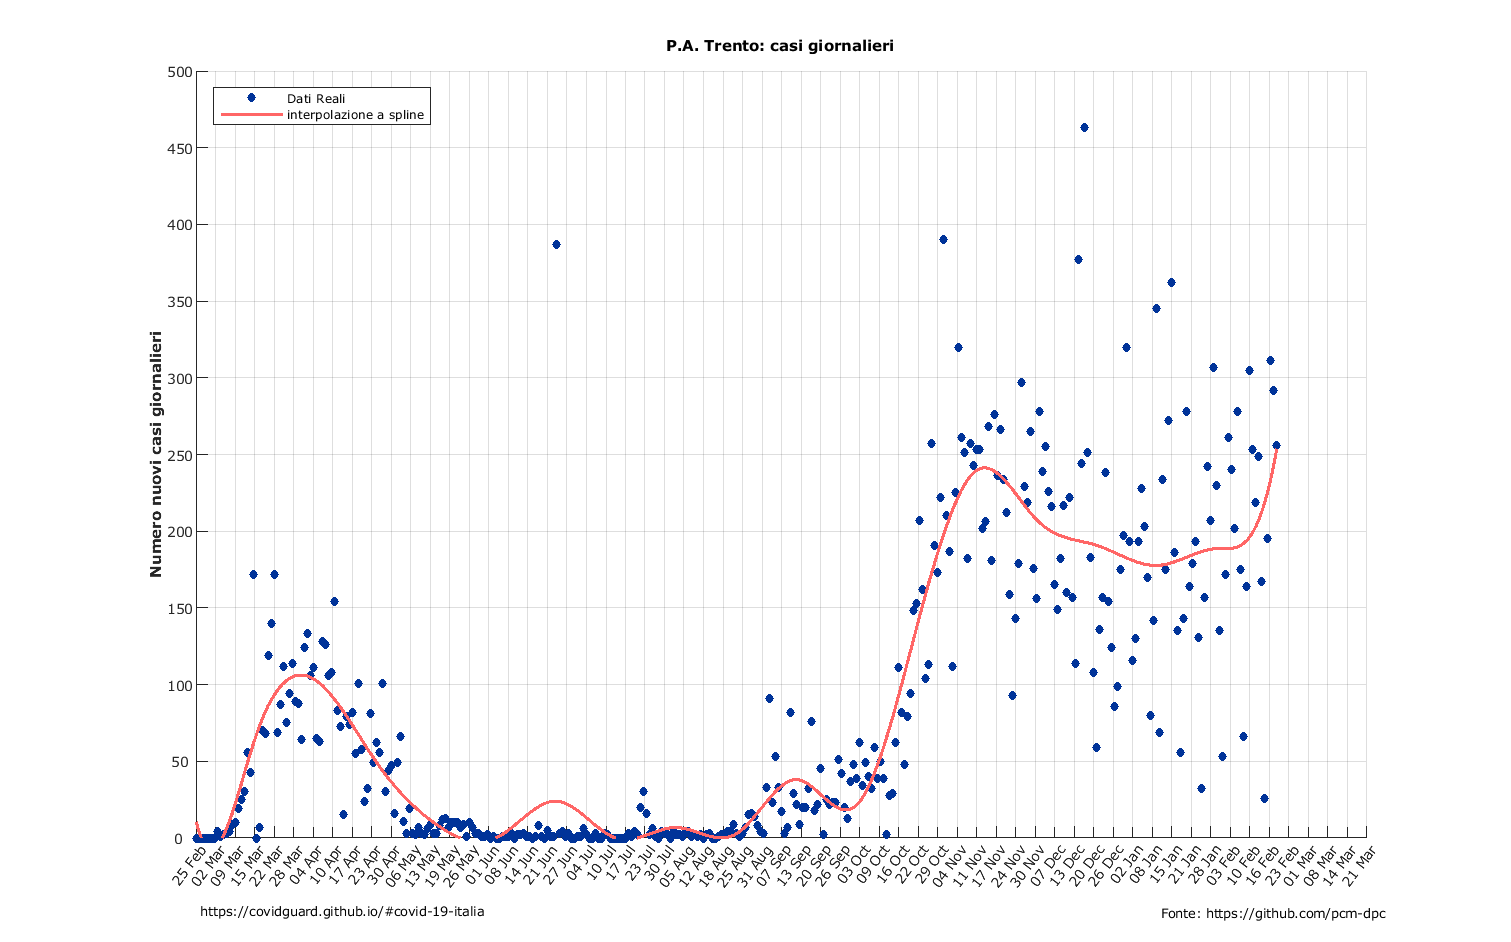 P.A. Trento: casi giornalieri
Dati Reali
interpolazione a spline
Numero nuovi casi giornalieri
500
450
400
350
300
250
200
150
100
50
0
25 Feb
02 Mar
09 Mar
15 Mar
22 Mar
28 Mar
04 Apr
10 Apr
17 Apr
23 Apr
30 Apr
06 May
13 May
19 May
26 May
01 Jun
08 Jun
14 Jun
21 Jun
27 Jun
04 Jul
10 Jul
17 Jul
23 Jul
30 Jul
05 Aug
12 Aug
18 Aug
25 Aug
31 Aug
07 Sep
13 Sep
20 Sep
26 Sep
03 Oct
09 Oct
16 Oct
22 Oct
29 Oct
04 Nov
11 Nov
17 Nov
24 Nov
30 Nov
07 Dec
13 Dec
20 Dec
26 Dec
02 Jan
08 Jan
15 Jan
21 Jan
28 Jan
03 Feb
10 Feb
16 Feb
23 Feb
01 Mar
08 Mar
14 Mar
21 Mar
https://covidguard.github.io/#covid-19-italia
Fonte: https://github.com/pcm-dpc